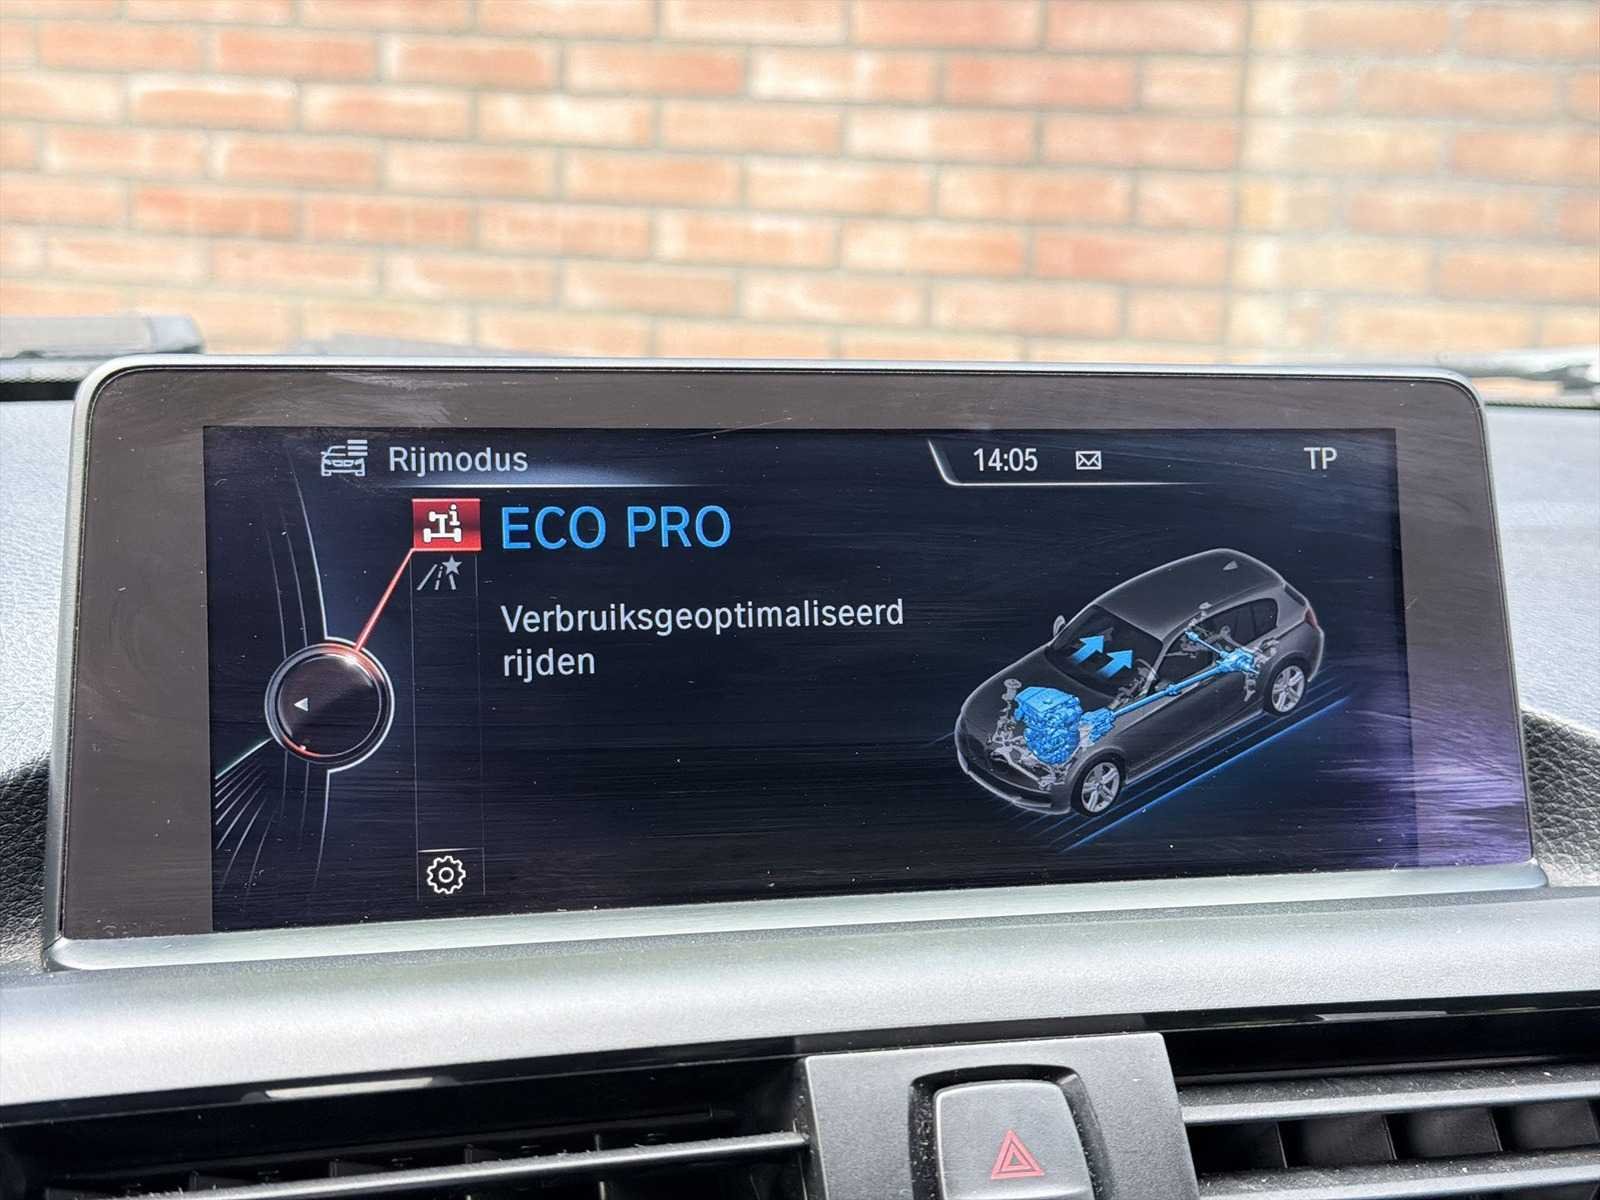 Rijmodus
14:05
TP
ECO PRO
Verbruiksgeoptimaliseerd
rijden